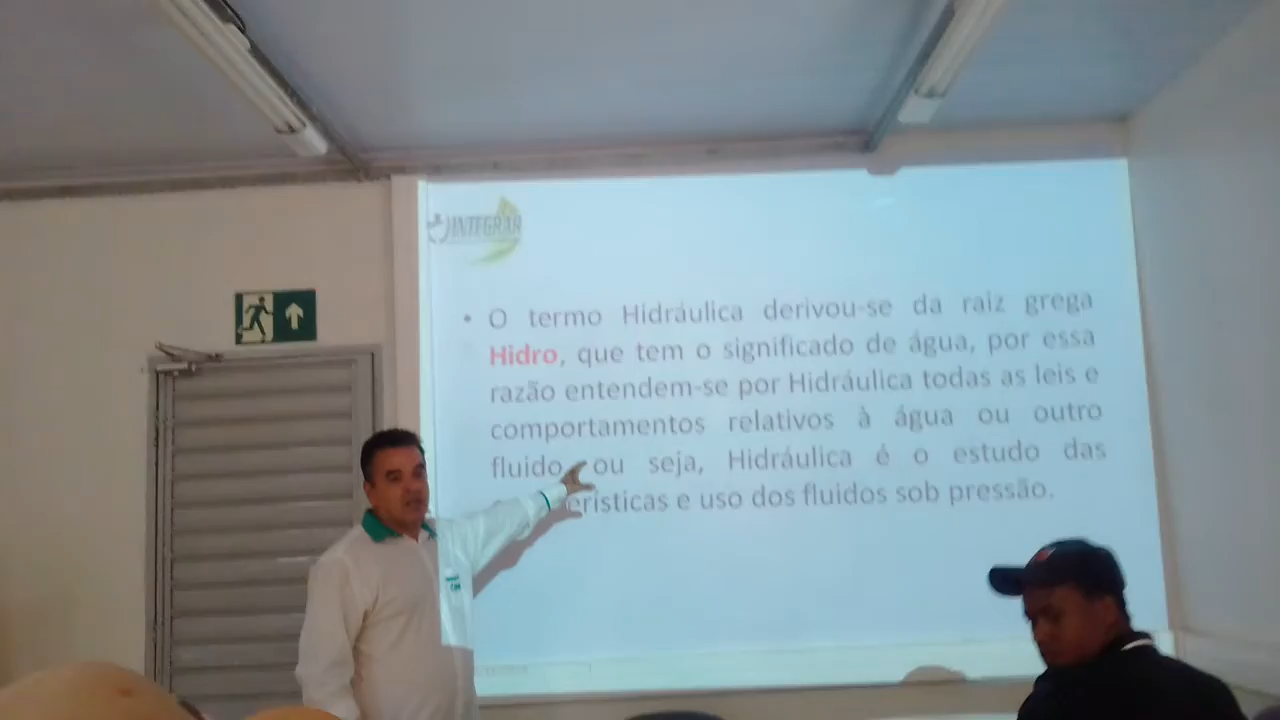 INTEGRAR
• O termo Hidráulica derivou-se da raiz grega
Hidro, que tem o significado de água, por essa
razão entendem-se por Hidráulica todas as leis e
comportamentos relativos à água ou outro
fluido, ou seja, Hidráulica é o estudo das
erísticas e uso dos fluidos sob pressão.